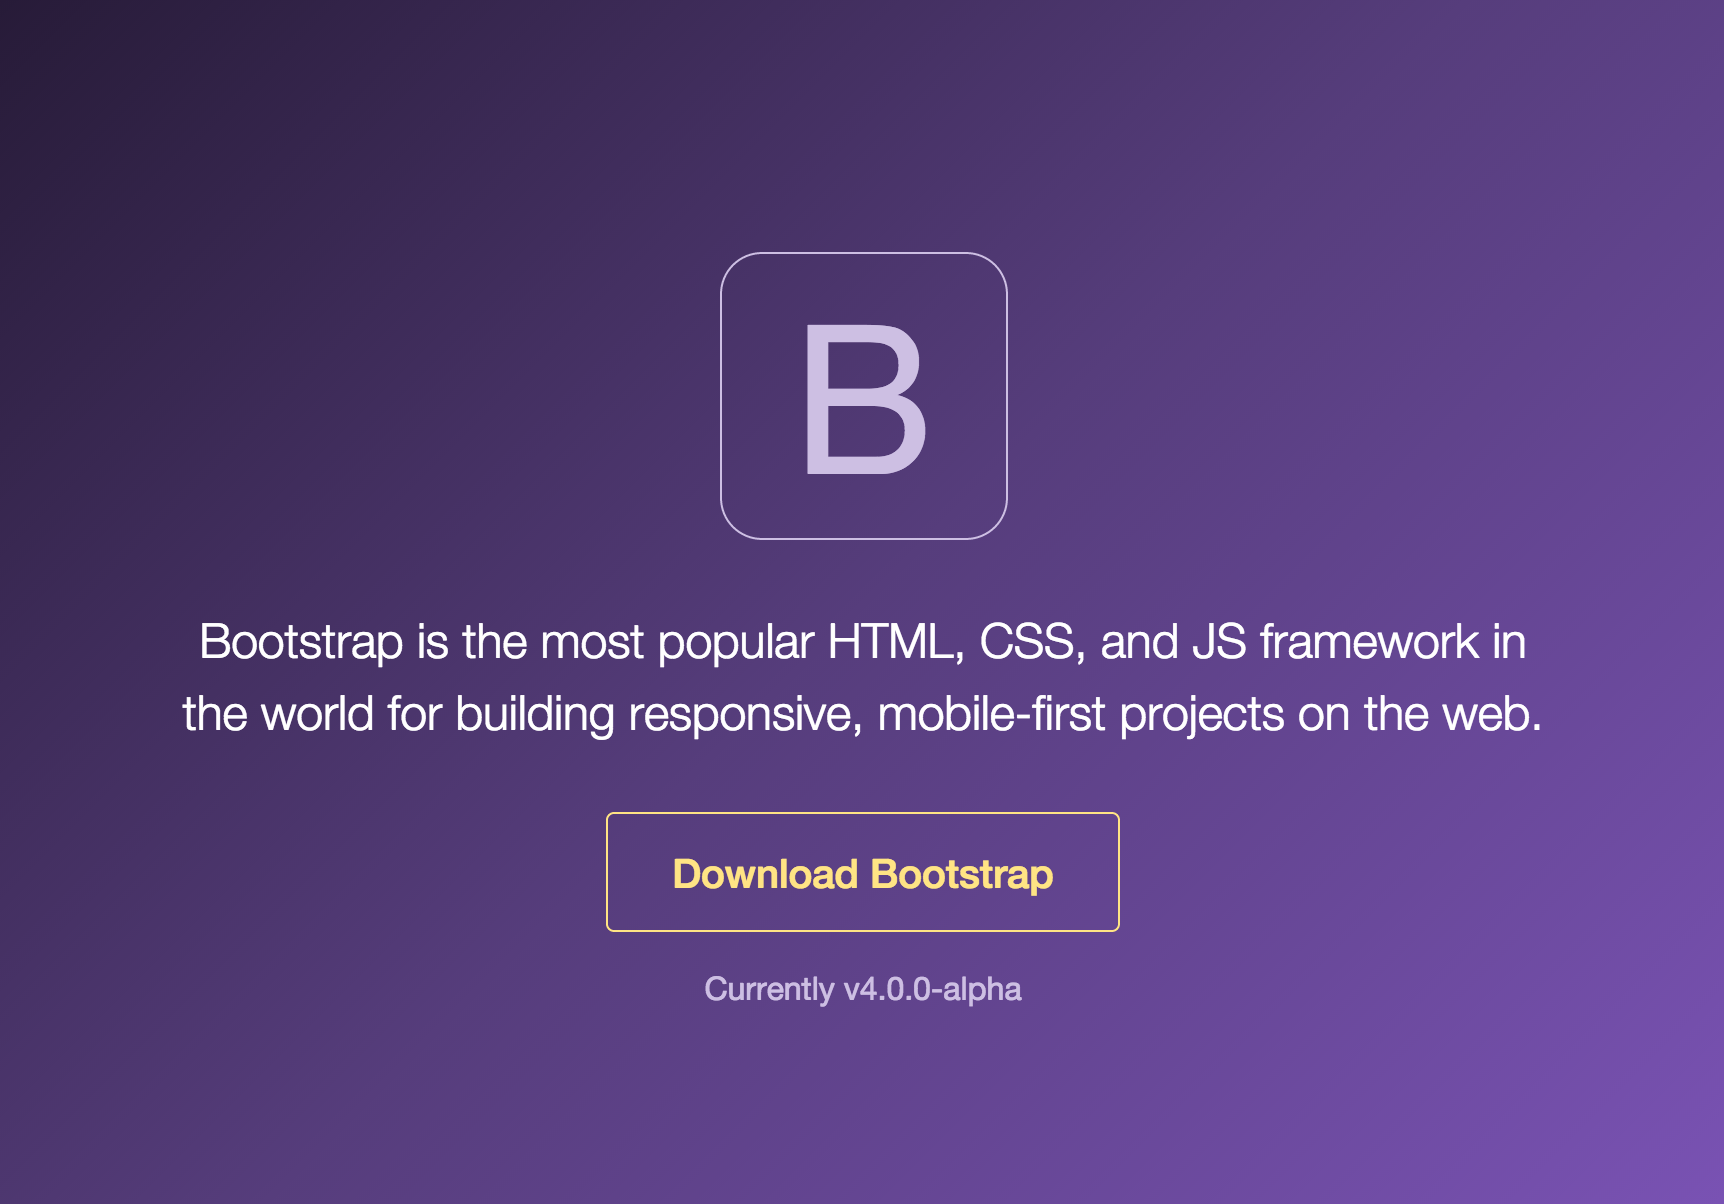 B
Bootstrap is the most popular HTML, CSS, and JS framework in
the world for building responsive, mobile-first projects on the web.
Download Bootstrap
Currently v4.0.0-alpha